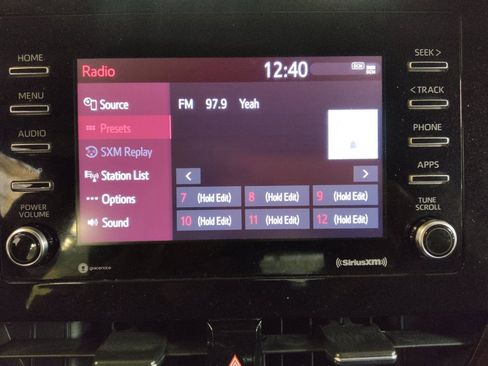 HOME
MENU
AUDIO
POWER
VOLUME
Radio
12:40
DCM
Source
FM 97.9 Yeah
Presets
SXM Replay
Station List
Options
Sound
7 (Hold Edit)
8 (Hold Edit)
9 (Hold Edit)
10 (Hold Edit)
11 (Hold Edit)
12 (Hold Edit)
SEEK >
< TRACK
PHONE
APPS
TUNE
SCROLL
gracenote
((SiriusXM))